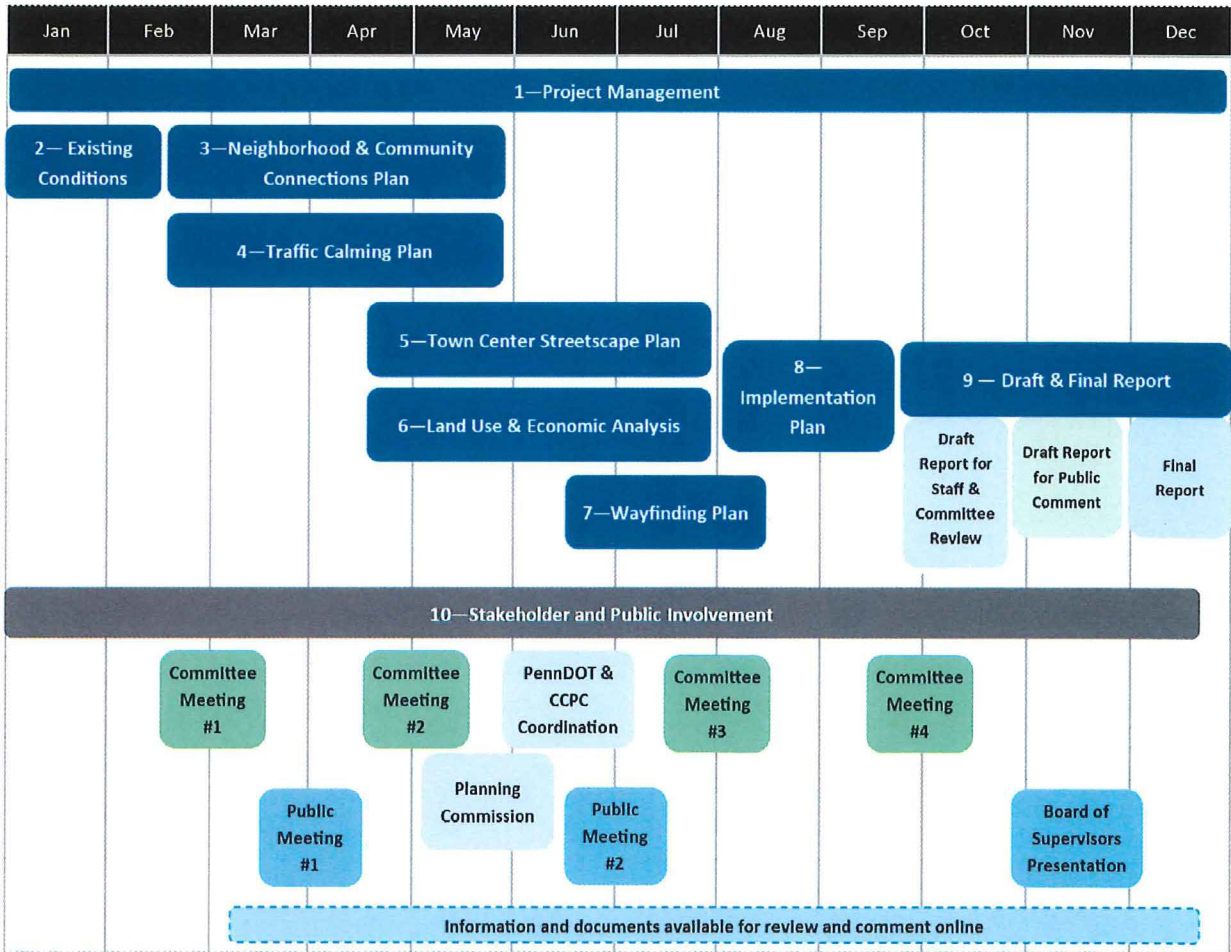 Jan Feb Mar Apr May Jun Jul Aug Sep Oct Nov Dec
1—Project Management
2— Existing
Conditions
3—Neighborhood & Community
Connections Plan
4—Traffic Calming Plan
5—Town Center Streetscape Plan
6—Land Use & Economic Analysis
7—Wayfinding Plan
8—
Implementation
Plan
9 — Draft & Final Report
Draft
Report for
Staff &
Committee
Review
Draft Report
for Public
Comment
Final
Report
10—Stakeholder and Public Involvement
Committee
Meeting
#1
Committee
Meeting
#2
PennDOT &
CCPC
Coordination
Committee
Meeting
#3
Committee
Meeting
#4
Public
Meeting
#1
Planning
Commission
Public
Meeting
#2
Board of
Supervisors
Presentation
Information and documents available for review and comment online